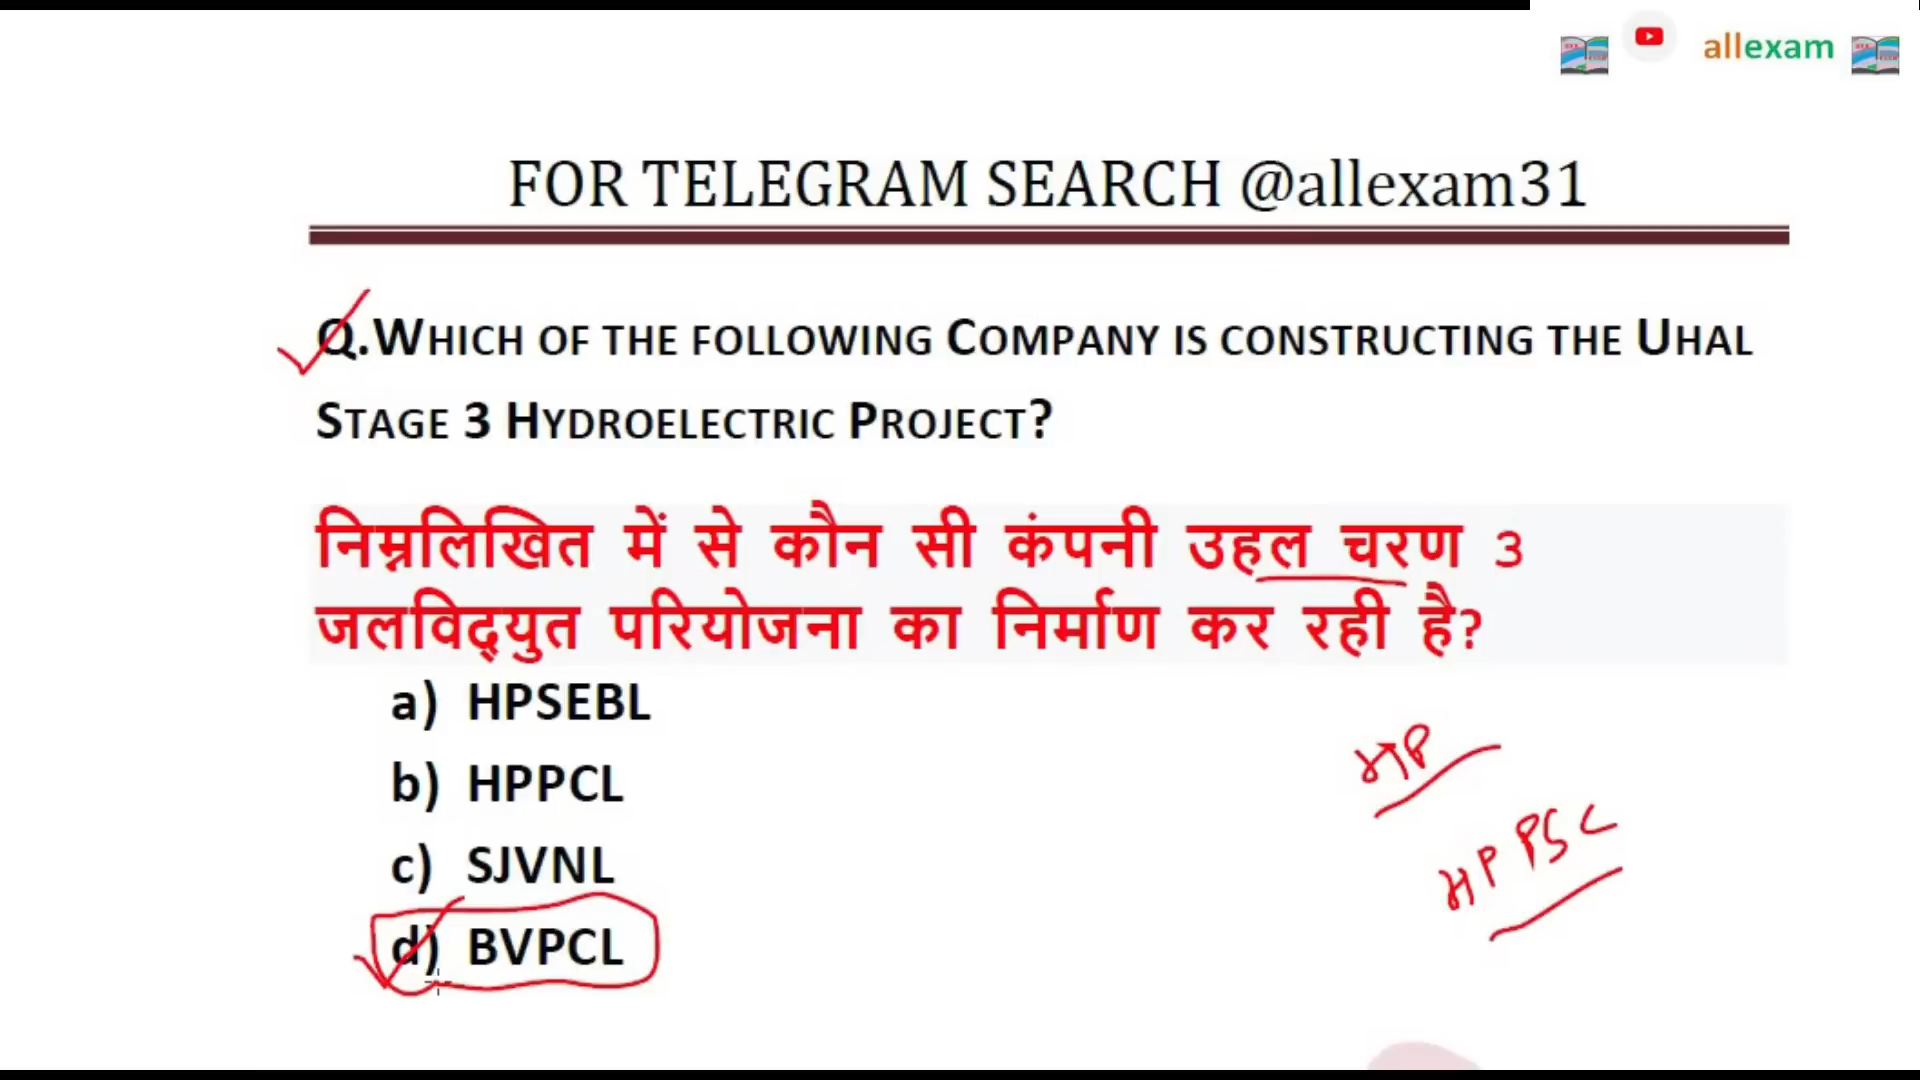 allexam
FOR TELEGRAM SEARCH @allexam31
Q.WHICH OF THE FOLLOWING COMPANY IS CONSTRUCTING THE UHAL
STAGE 3 HYDROELECTRIC PROJECT?
निम्नलिखित में से कौन सी कंपनी उहल चरण 3
जलविद्युत परियोजना का निर्माण कर रही है?
a) HPSEBL
b) HPPCL
HP
c) SJVNL
HPPSC
d) BVPCL